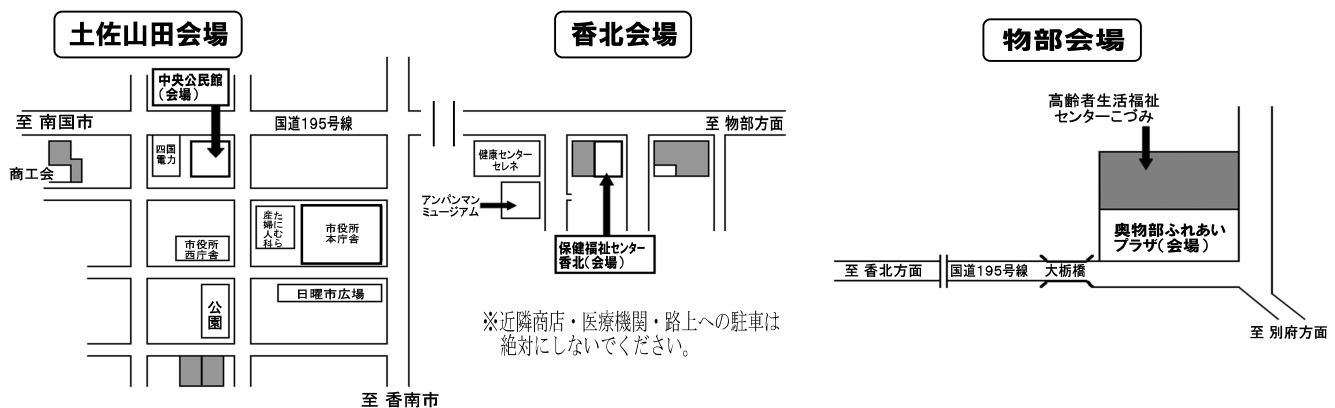 土佐山田会場
中央公民館
(会場)
至 南国市
国道195号線
四国
電力
商工会
たにむら
産婦人科
市役所
本庁舎
市役所
西庁舎
公園
日曜市広場
至 香南市
香北会場
至 物部方面
健康センター
セレネ
アンパンマン
ミュージアム
保健福祉センター
香北(会場)
※近隣商店・医療機関・路上への駐車は
絶対にしないでください。
物部会場
高齢者生活福祉
センターこづみ
奥物部ふれあい
プラザ(会場)
至 香北方面
国道195号線
大栃橋
至 別府方面